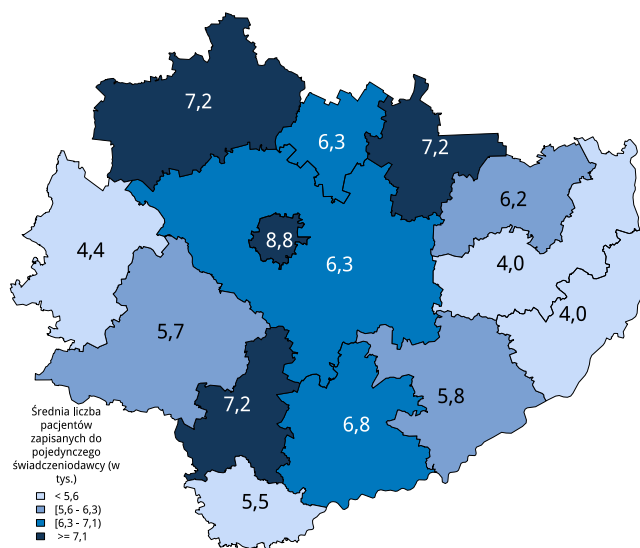 7,2
6,3
7,2
6,2
8,8
4,4
6,3
4,0
4,0
5,7
5,8
7,2
6,8
5,5
Średnia liczba
pacjentów
zapisanych do
pojedynczego
świadczeniodawcy (w
tys.)
< 5,6
[5,6 - 6,3)
[6,3 - 7,1)
>= 7,1